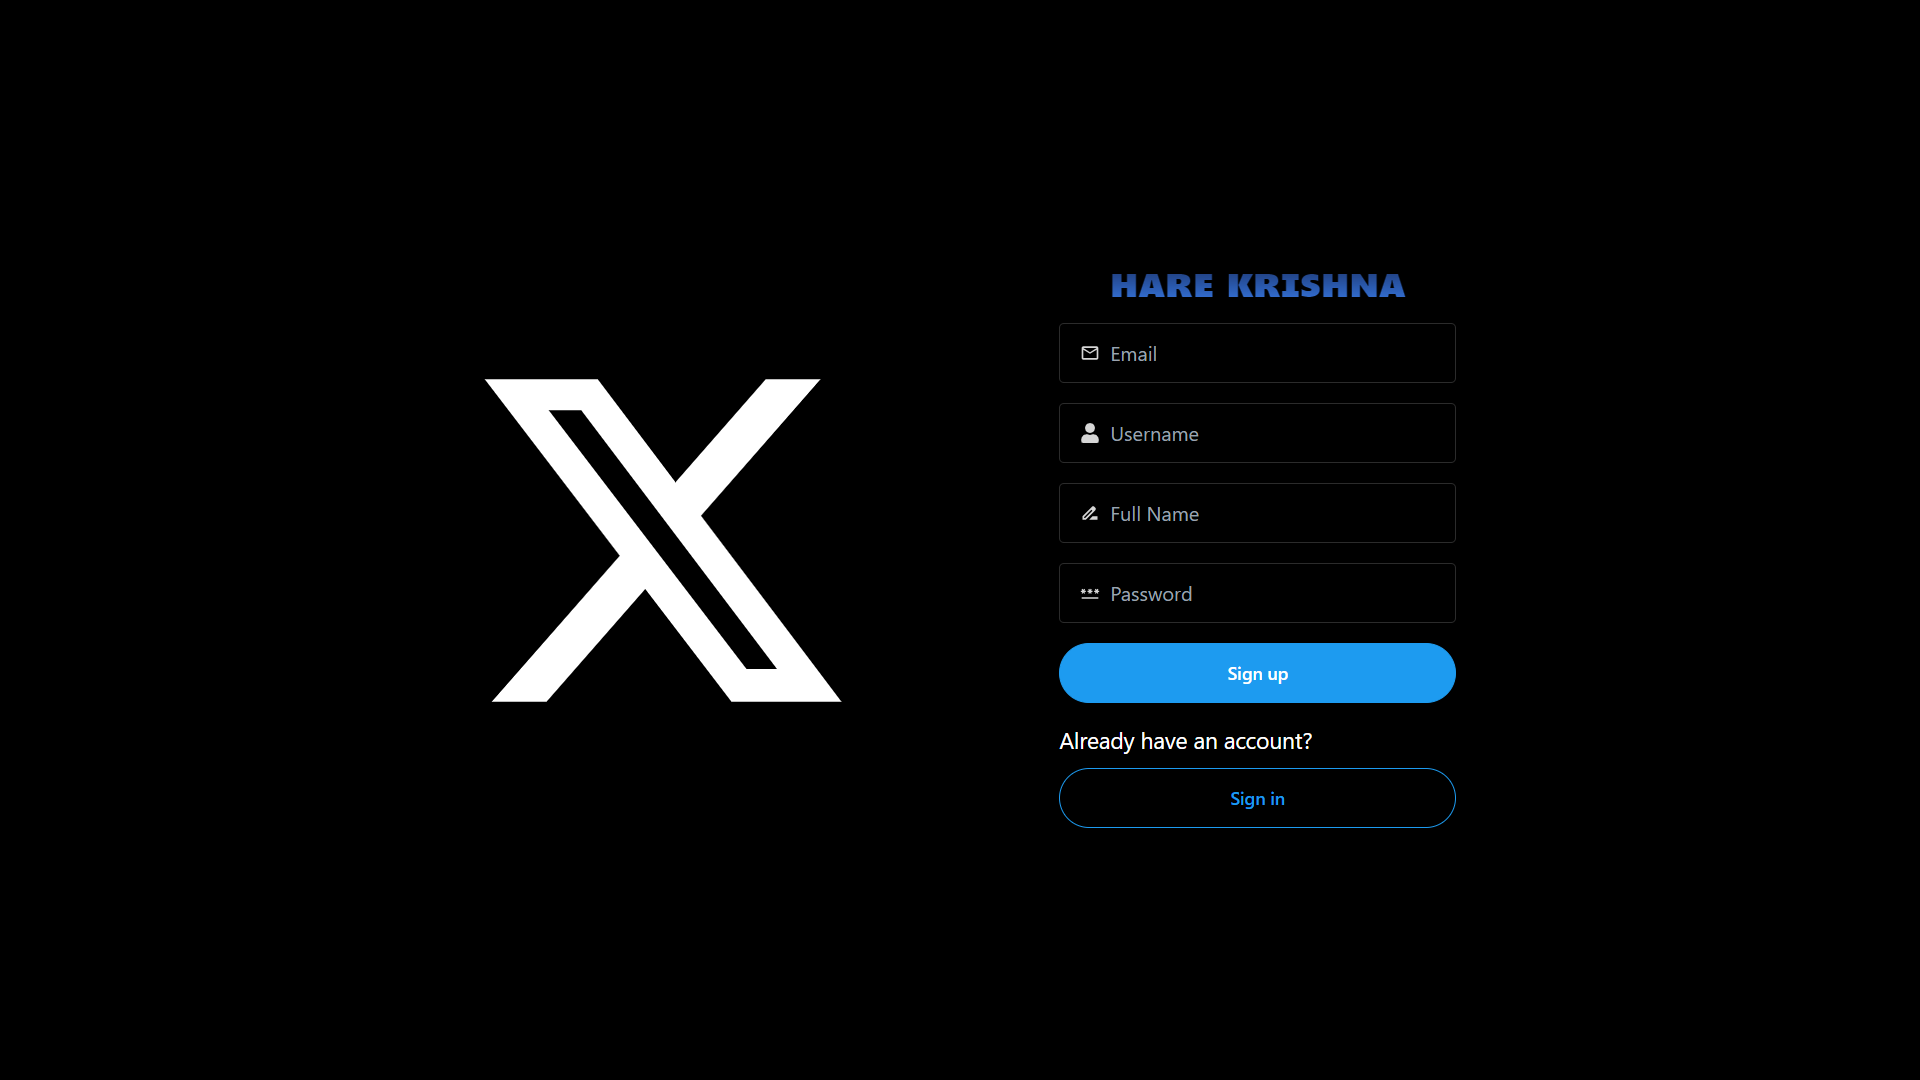 HARE KRISHNA
Email
Username
Full Name
Password
Sign up
Already have an account?
Sign in